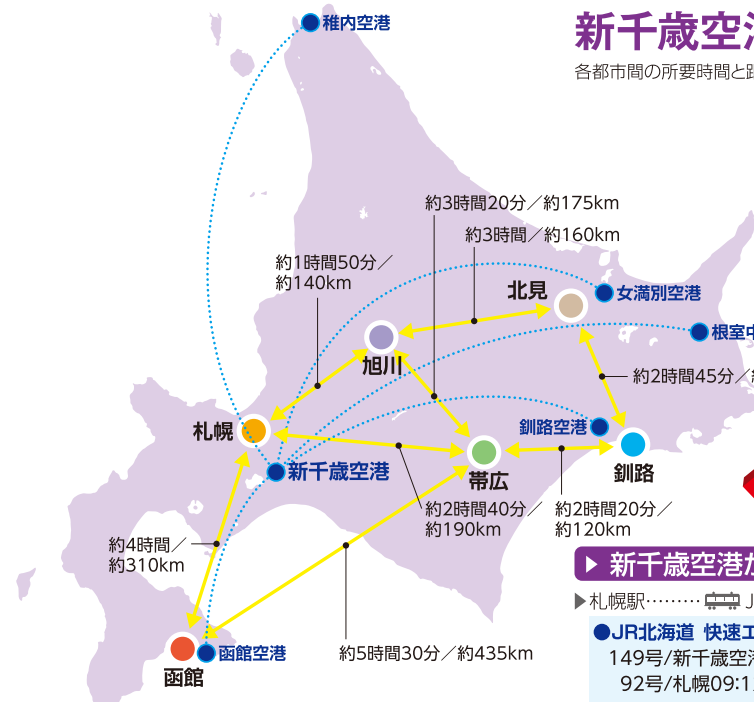 稚内空港
新千歳空
各都市間の所要時間と
約3時間20分／約175km
約3時間／約160km
約1時間50分／
約140km
北見
女満別空港
根室中
旭川
約2時間45分／
札幌
釧路空港
新千歳空港
帯広
釧路
約2時間40分／
約190km
約2時間20分／
約120km
約4時間／
約310km
新千歳空港
札幌駅………
J
●JR北海道 快速エ
149号/新千歳空
92号/札幌09:1
函館空港
約5時間30分／約435km
函館